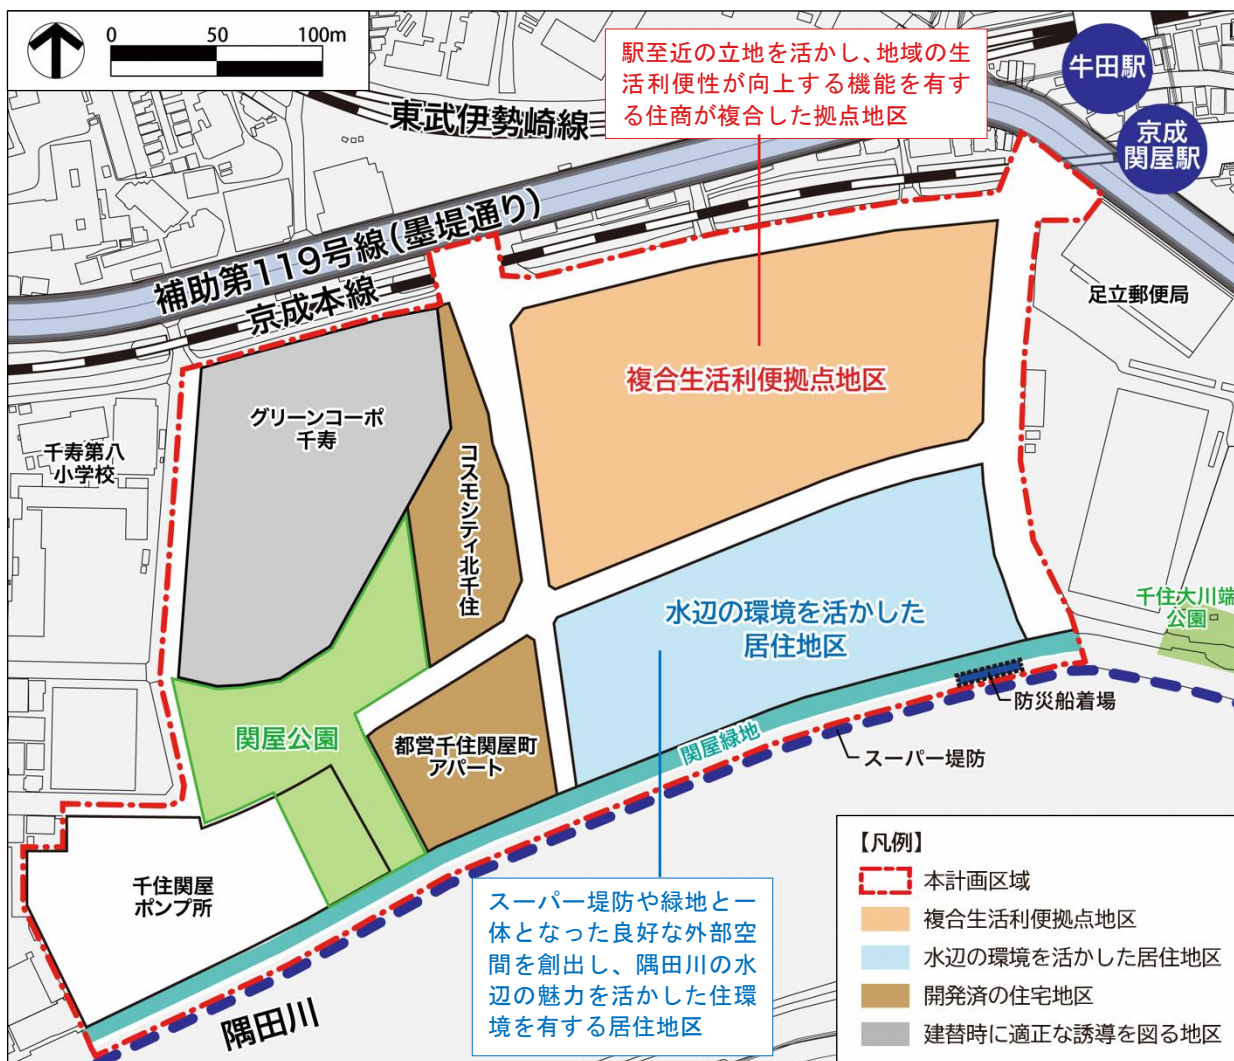 0 50 100m
駅至近の立地を活かし、地域の生
活利便性が向上する機能を有す
る住商が複合した拠点地区
牛田駅
京成
関屋駅
東武伊勢崎線
補助第119号線(墨堤通り)
京成本線
足立郵便局
複合生活利便拠点地区
グリーンコーポ
千寿
千寿第八
小学校
コスモシティ北千住
水辺の環境を活かした
居住地区
千住大川端
公園
防災船着場
関屋公園
都営千住関屋町
アパート
関屋緑地
スーパー堤防
千住関屋
ポンプ所
スーパー堤防や緑地と一
体となった良好な外部空
間を創出し、隅田川の水
辺の魅力を活かした住環
境を有する居住地区
隅田川
【凡例】
本計画区域
複合生活利便拠点地区
水辺の環境を活かした居住地区
開発済の住宅地区
建替時に適正な誘導を図る地区